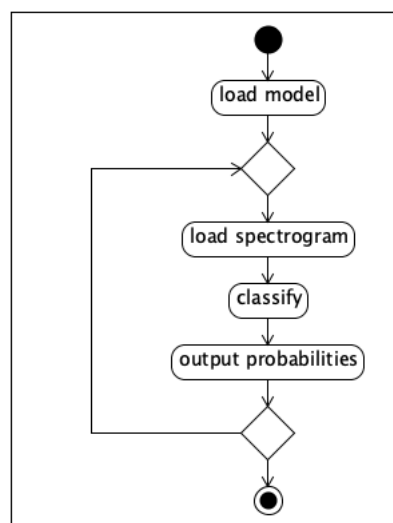 load model
load spectrogram
classify
output probabilities